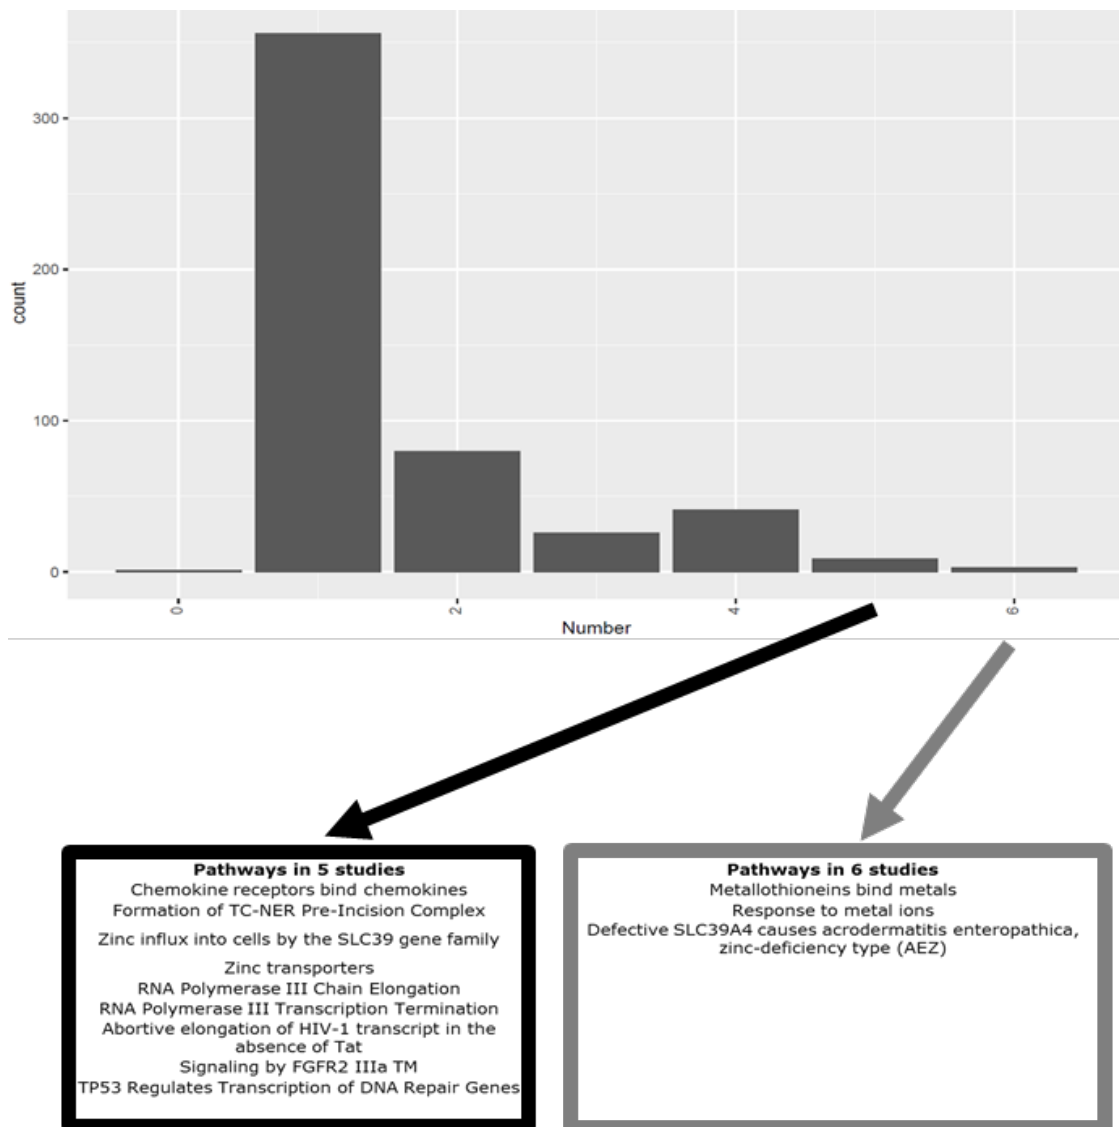 300
200
count
100
0
0
2
4
6
Number
Pathways in 5 studies
Chemokine receptors bind chemokines
Formation of TC-NER Pre-Incision Complex
Zinc influx into cells by the SLC39 gene family
Zinc transporters
RNA Polymerase III Chain Elongation
RNA Polymerase III Transcription Termination
Abortive elongation of HIV-1 transcript in the
absence of Tat
Signaling by FGFR2 IIIa TM
TP53 Regulates Transcription of DNA Repair Genes
Pathways in 6 studies
Metallothioneins bind metals
Response to metal ions
Defective SLC39A4 causes acrodermatitis enteropathica,
zinc-deficiency type (AEZ)